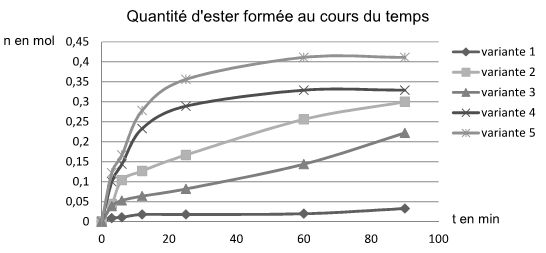 Quantité d'ester formée au cours du temps
n en mol
0,45
0,4
0,35
0,3
0,25
0,2
0,15
0,1
0,05
0
0 20 40 60 80 100
t en min
variante 1
variante 2
variante 3
variante 4
variante 5